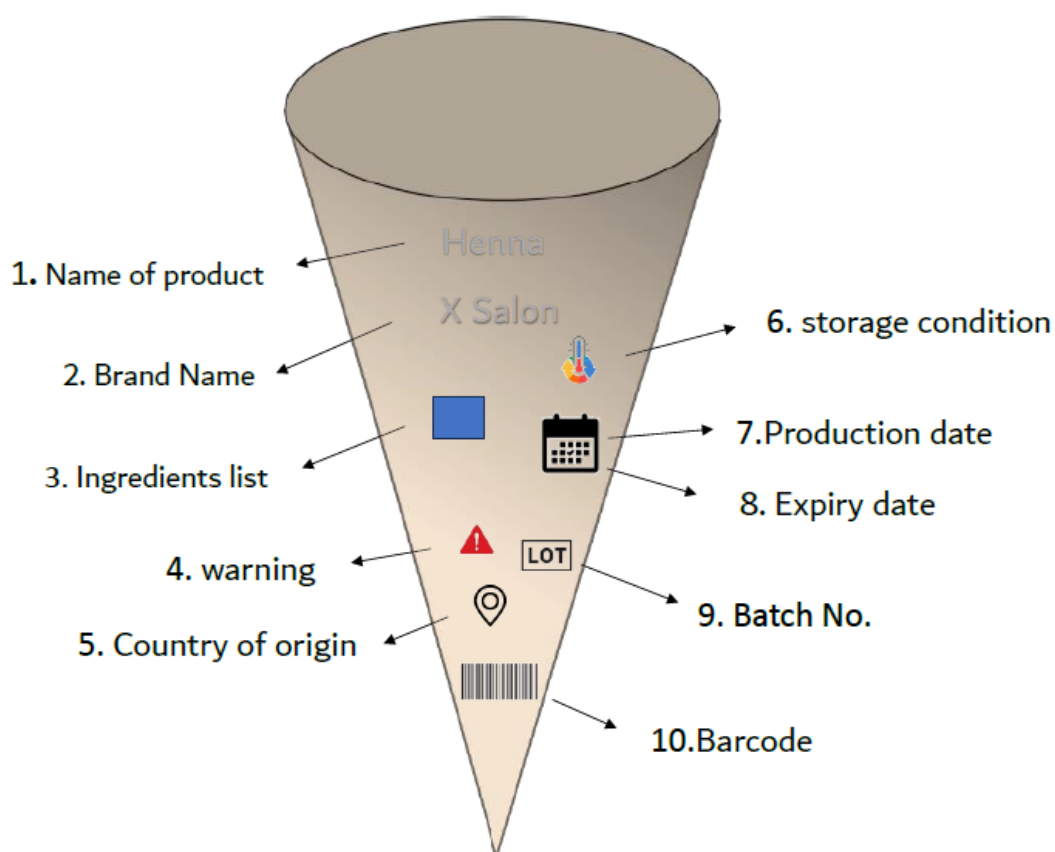 Henna
1. Name of product
X Salon
6. storage condition
2. Brand Name
7.Production date
3. Ingredients list
8. Expiry date
LOT
4. warning
9. Batch No.
5. Country of origin
10.Barcode